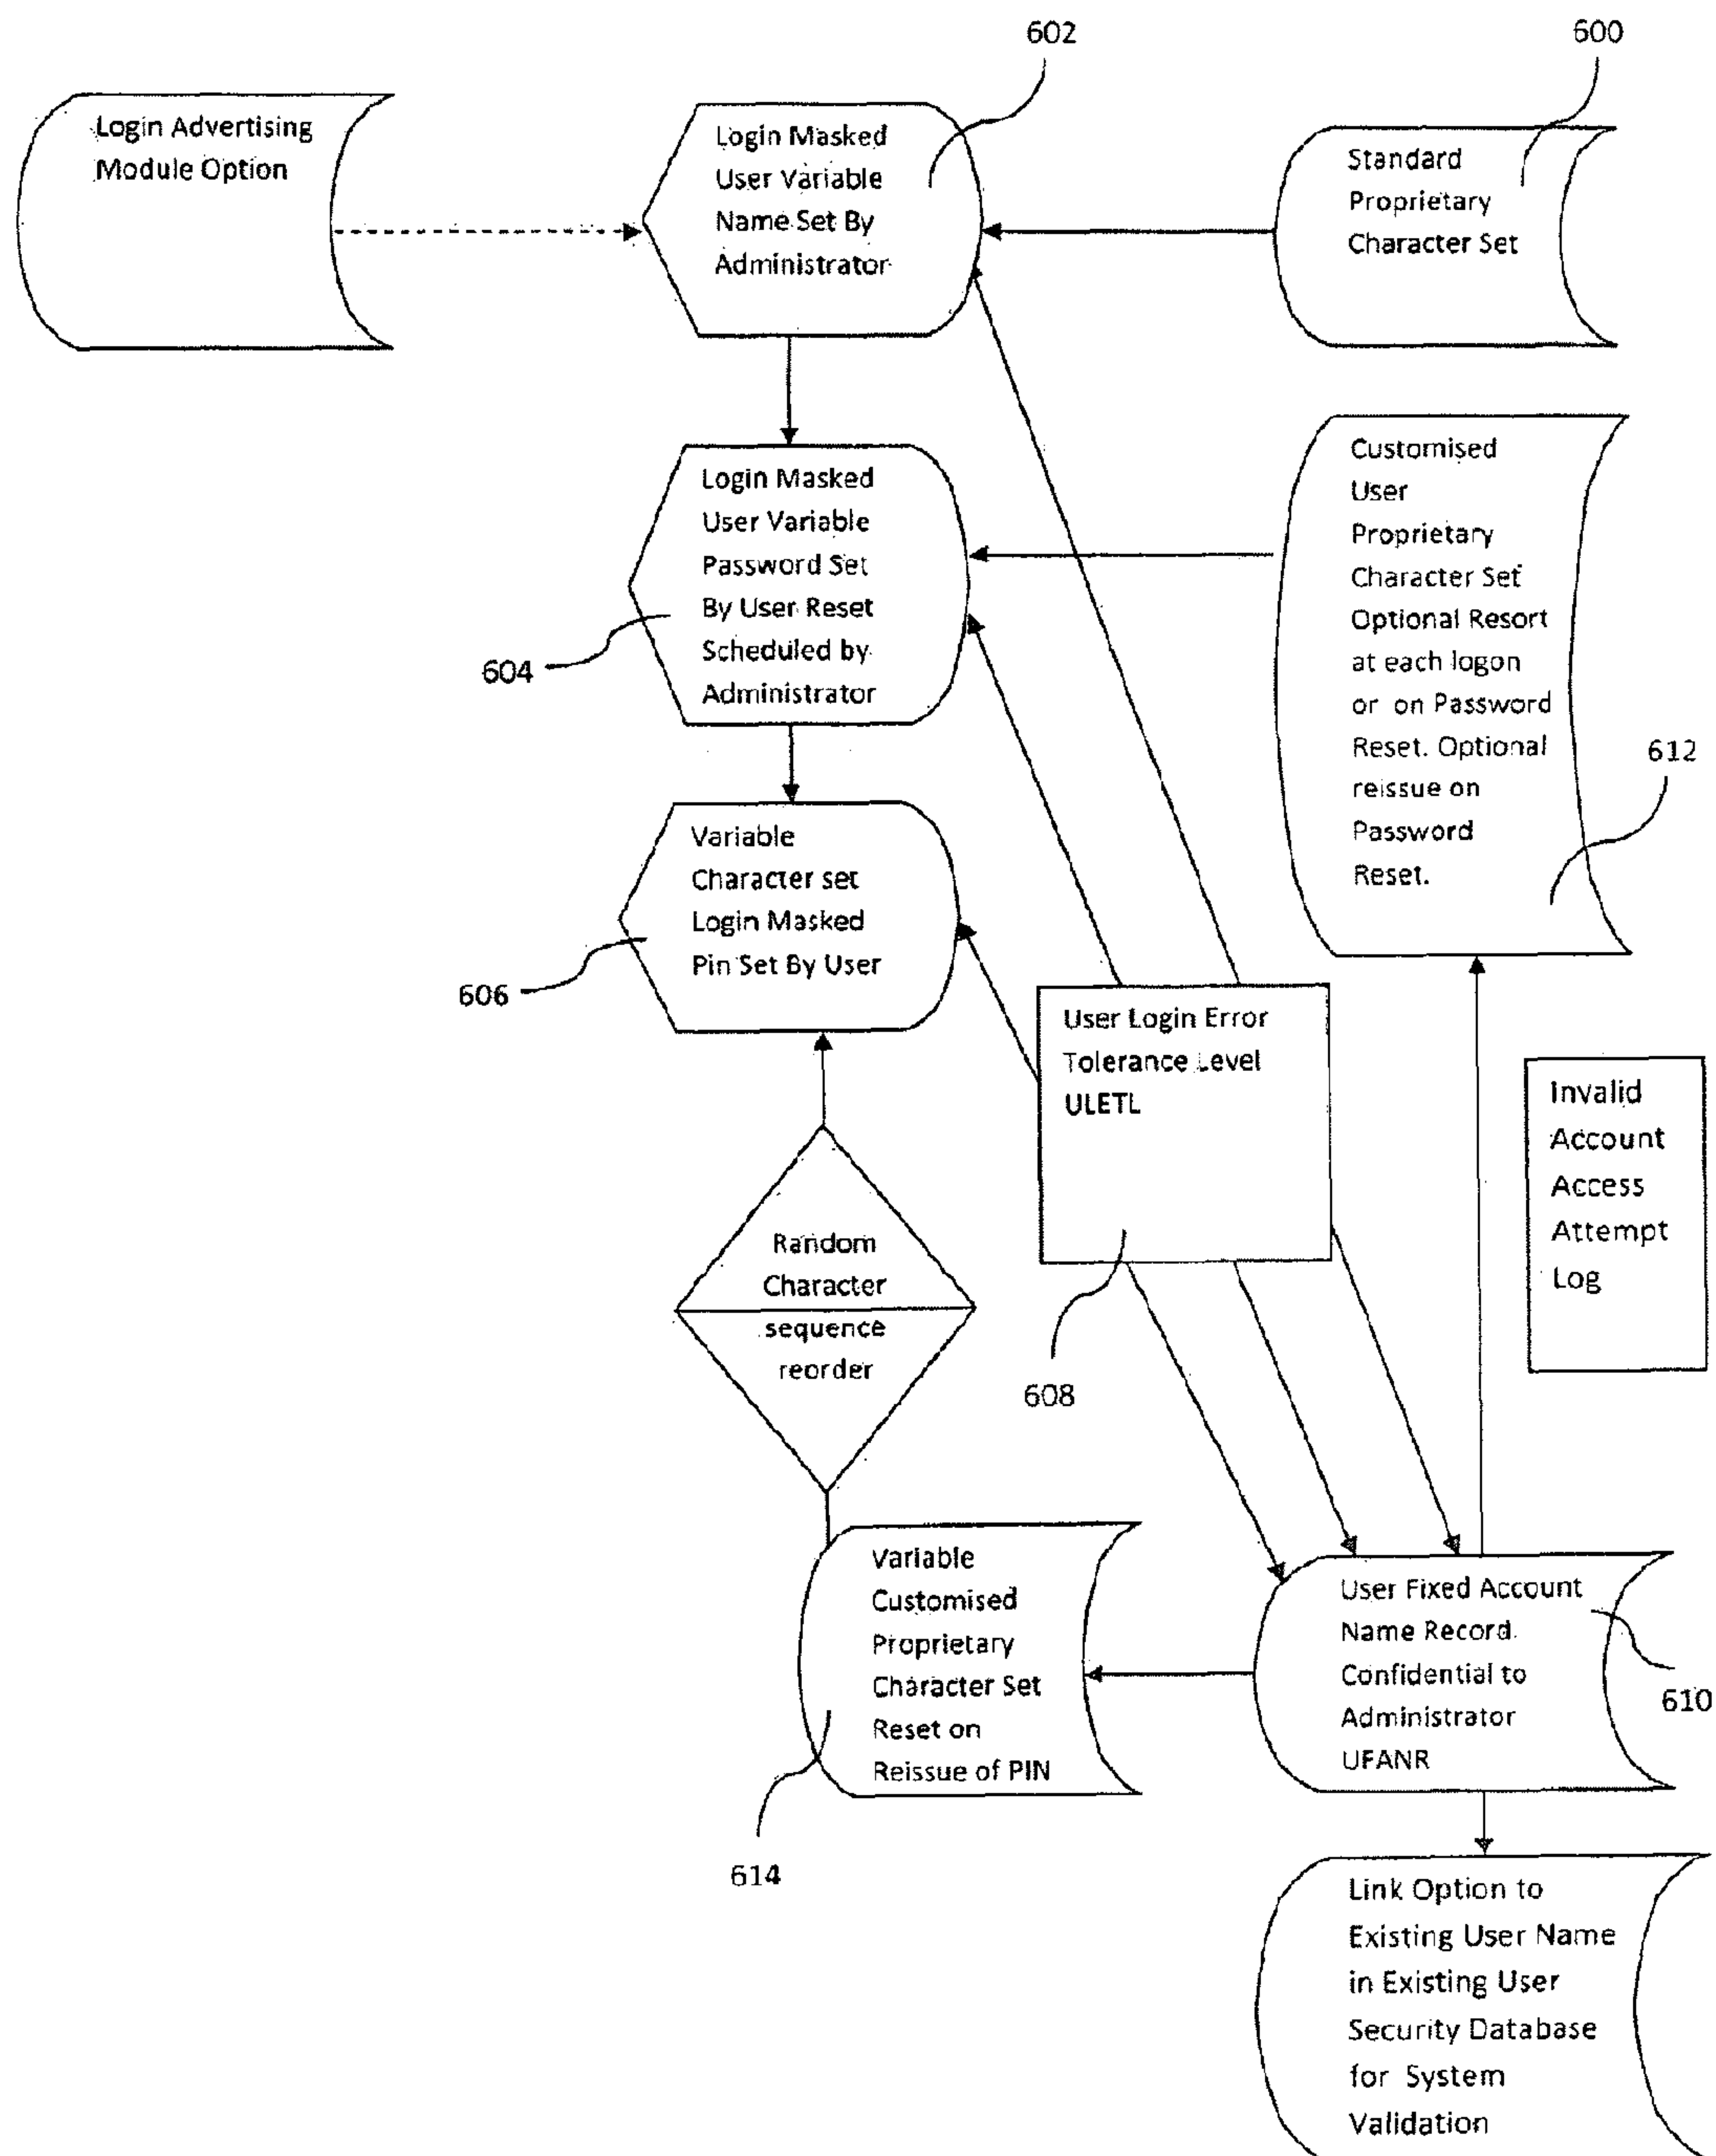 602
600
Login Advertising
Module Option
Login Masked
User Variable
Name Set By
Administrator
Standard
Proprietary
Character Set
Login Masked
User Variable
Password Set
By User Reset
Scheduled by
Administrator
604
Customised
User
Proprietary
Character Set
Optional Resort
at each logon
or on Password
Reset. Optional
reissue on
Password
Reset.
612
Variable
Character set
Login Masked
Pin Set By User
606
User Login Error
Tolerance Level
ULETL
608
Invalid
Account
Access
Attempt
Log
Random
Character
sequence
reorder
Variable
Customised
Proprietary
Character Set
Reset on
Reissue of PIN
614
User Fixed Account
Name Record
Confidential to
Administrator
UFANR
610
Link Option to
Existing User Name
in Existing User
Security Database
for System
Validation